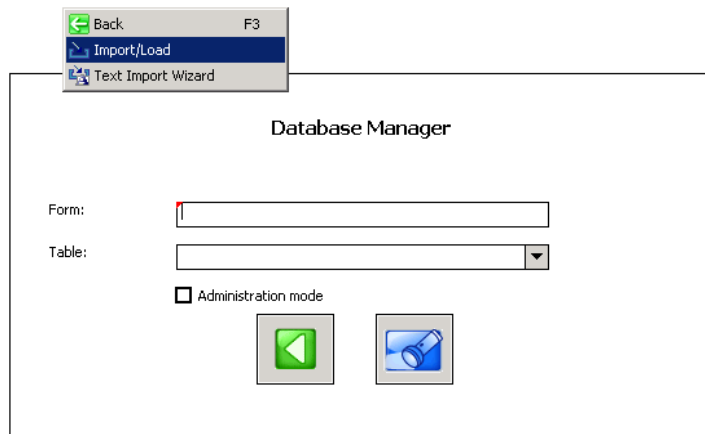 Back F3
Import/Load
Text Import Wizard
Database Manager
Form:
Table:
Administration mode